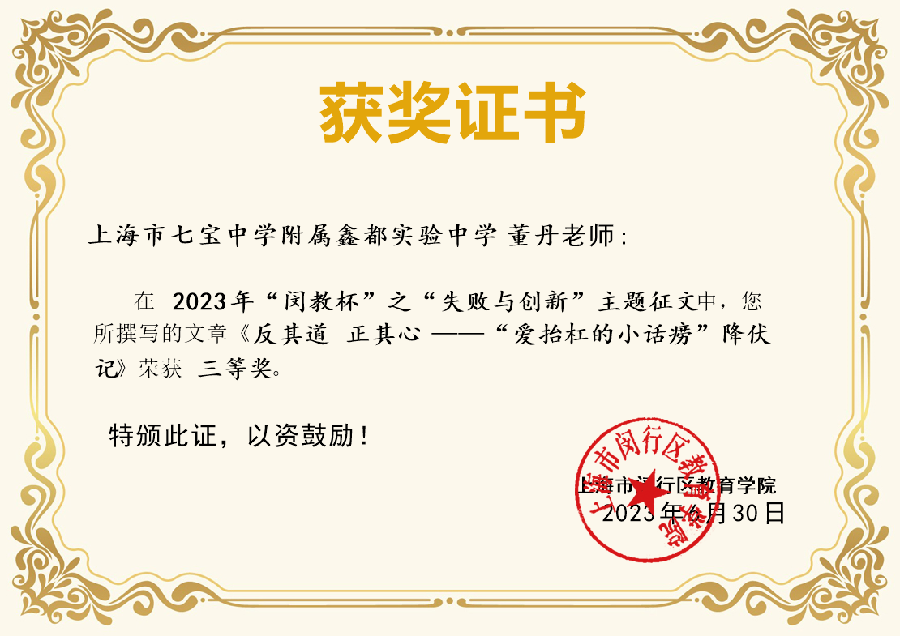 获奖证书
上海市七宝中学附属鑫都实验中学 董丹老师：
在 2023年“闵教杯”之“失败与创新”主题征文中，您
所撰写的文章《反其道 正其心 ——“爱抬杠的小话痨”降伏
记》荣获 三等奖。
特颁此证，以资鼓励！
上海市闵行区教育学院
上海市闵行区教育学院
2023年6月30日